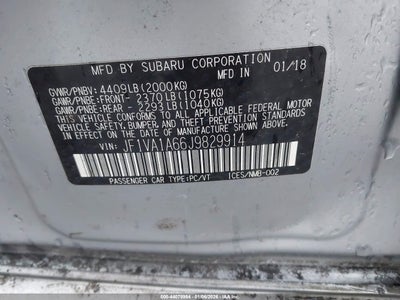 MFD BY SUBARU CORPORATION
MFD'E IN 01/18
GVWR/PNBV: 4409LB(2000KG)
GAWR/PNBE:FRONT- 2370LB(1075KG)
GAWR/PNBE:REAR - 2293LB(1040KG)
THIS VEHICLE CONFORMS TO ALL APPLICABLE FEDERAL MOTOR
VEHICLE SAFETY, BUMPER, AND THEFT PREVENTION STANDARDS
IN EFFECT ON THE DATE OF MANUFACTURE SHOWN ABOVE.
VIN: JF1VA1A66J9829914
PASSENGER CAR TYPE:PC/VT ICES/NMB-002